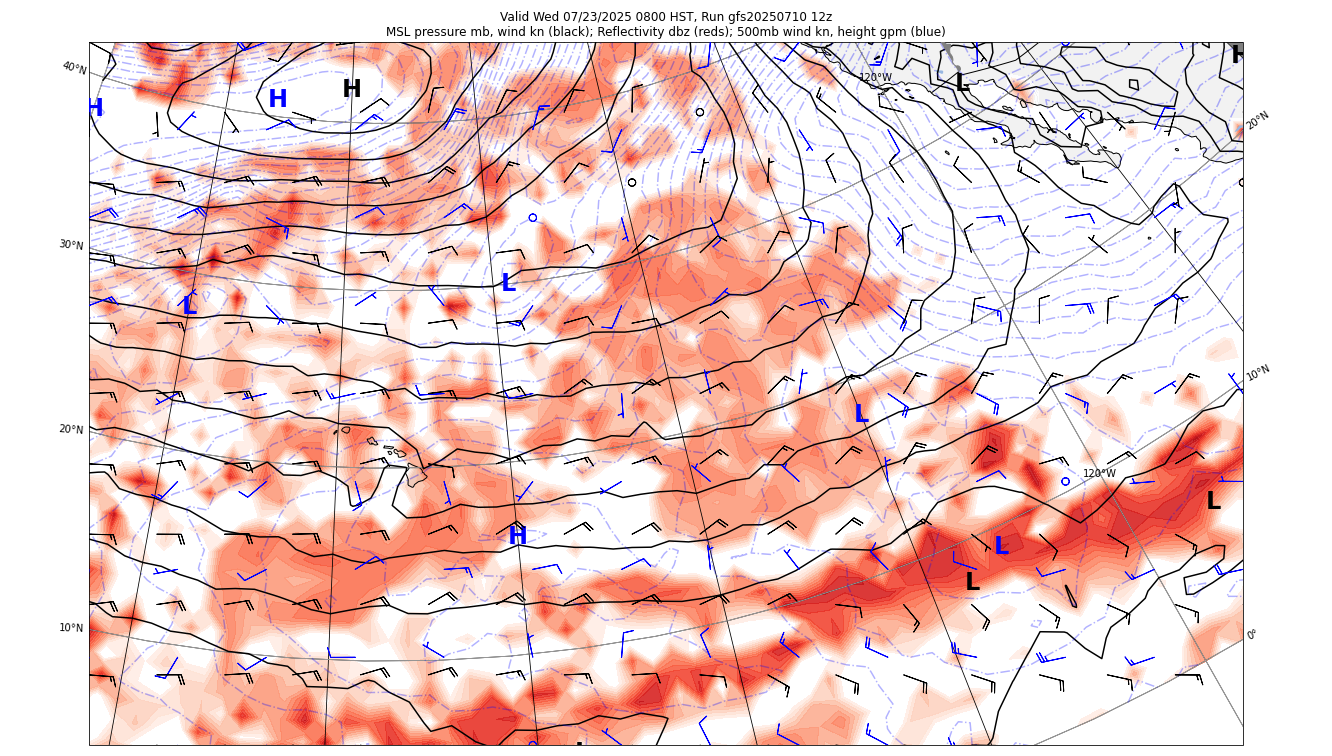 Valid Wed 07/23/2025 0800 HST, Run gfs20250710 12z
MSL pressure mb, wind kn (black); Reflectivity dbz (reds); 500mb wind kn, height gpm (blue)
40°N
H
H
H
120°W
L
H
20°N
30°N
L
L
10°N
20°N
L
120°W
L
H
L
L
10°N
0°